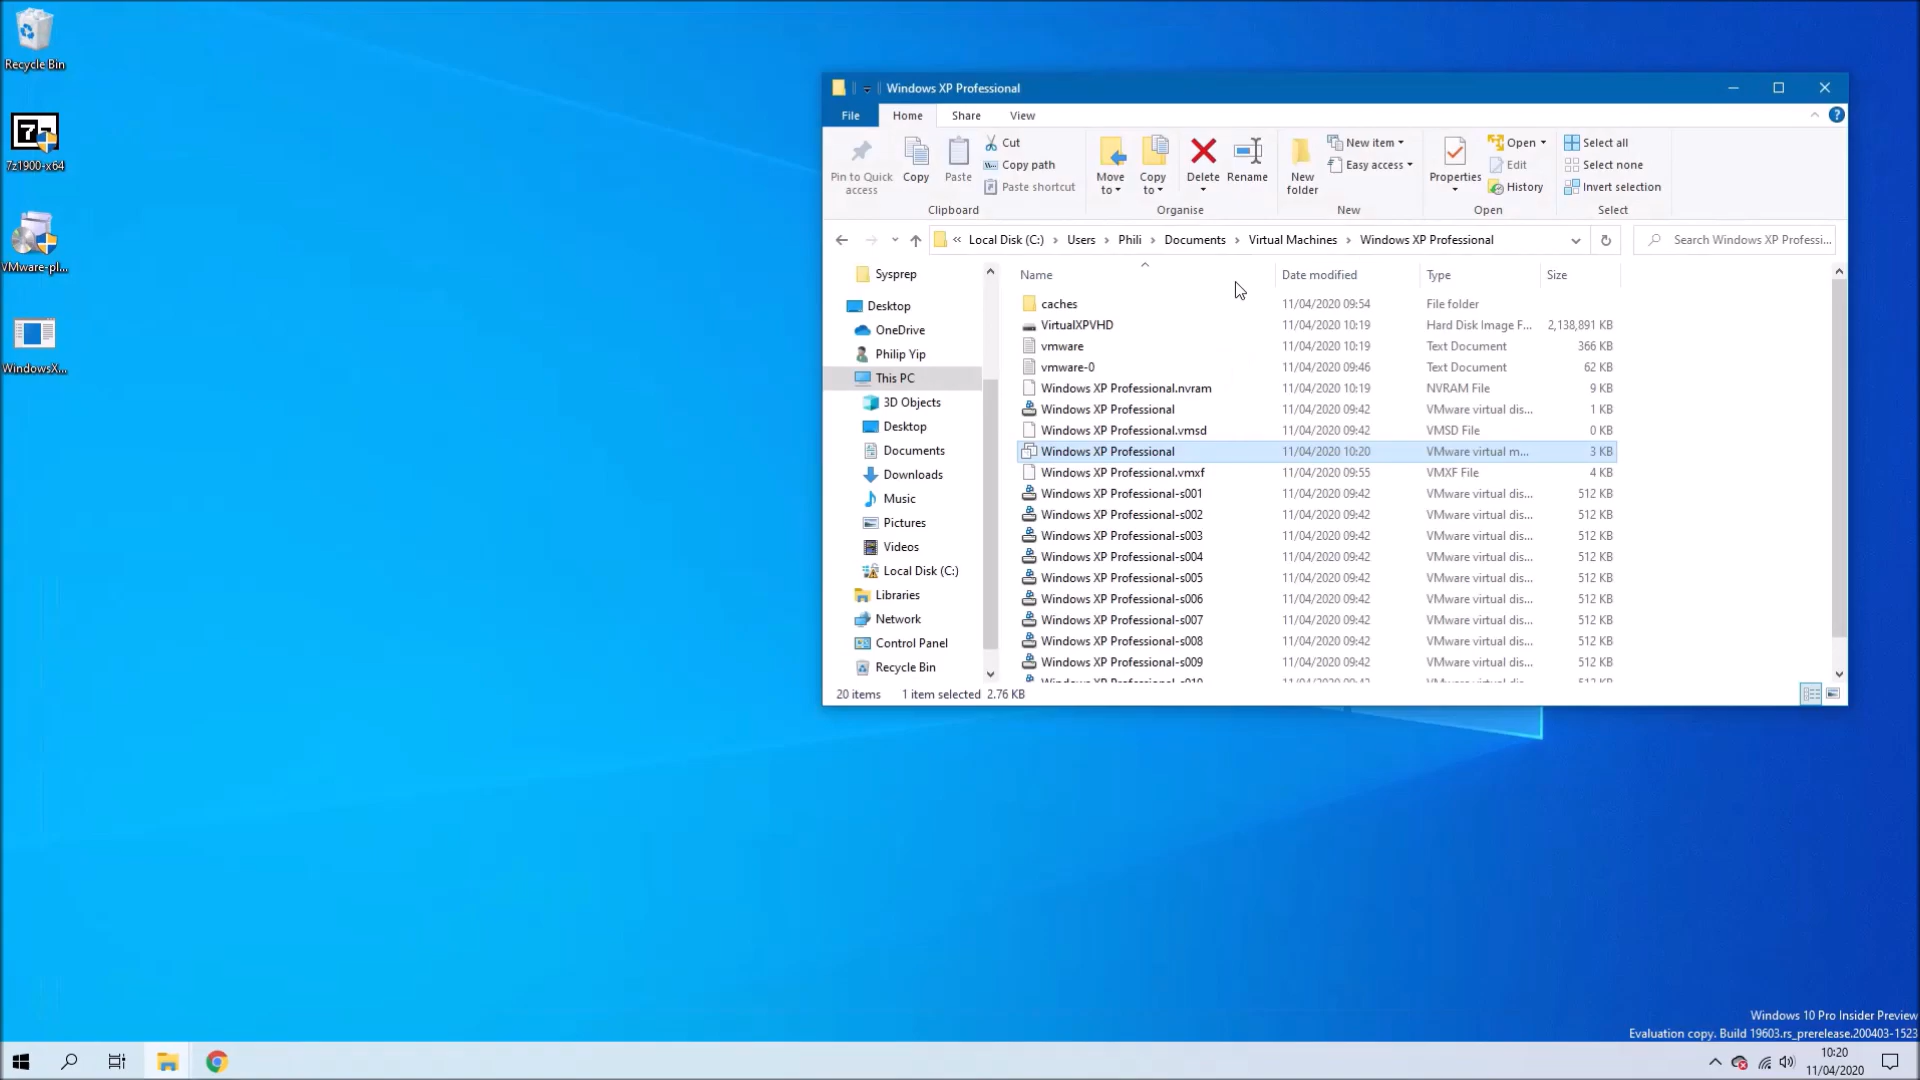 Recycle Bin
7z1900-x64
VMware-pl...
WindowsX...
Windows XP Professional
File Home Share View
Pin to Quick access
Copy
Paste
Cut
Copy path
Paste shortcut
Clipboard
Move to
Copy to
Delete
Rename
Organise
New folder
New item
Easy access
New
Properties
Open
Edit
History
Open
Select all
Select none
Invert selection
Select
« Local Disk (C:) › Users › Phili › Documents › Virtual Machines › Windows XP Professional
Search Windows XP Professi...
Sysprep
Desktop
OneDrive
Philip Yip
This PC
3D Objects
Desktop
Documents
Downloads
Music
Pictures
Videos
Local Disk (C:)
Libraries
Network
Control Panel
Recycle Bin
Name Date modified Type Size
caches 11/04/2020 09:54 File folder
VirtualXPVHD 11/04/2020 10:19 Hard Disk Image F... 2,138,891 KB
vmware 11/04/2020 10:19 Text Document 366 KB
vmware-0 11/04/2020 09:46 Text Document 62 KB
Windows XP Professional.nvram 11/04/2020 10:19 NVRAM File 9 KB
Windows XP Professional 11/04/2020 09:42 VMware virtual dis... 1 KB
Windows XP Professional.vmsd 11/04/2020 09:42 VMSD File 0 KB
Windows XP Professional 11/04/2020 10:20 VMware virtual m... 3 KB
Windows XP Professional.vmxf 11/04/2020 09:55 VMXF File 4 KB
Windows XP Professional-s001 11/04/2020 09:42 VMware virtual dis... 512 KB
Windows XP Professional-s002 11/04/2020 09:42 VMware virtual dis... 512 KB
Windows XP Professional-s003 11/04/2020 09:42 VMware virtual dis... 512 KB
Windows XP Professional-s004 11/04/2020 09:42 VMware virtual dis... 512 KB
Windows XP Professional-s005 11/04/2020 09:42 VMware virtual dis... 512 KB
Windows XP Professional-s006 11/04/2020 09:42 VMware virtual dis... 512 KB
Windows XP Professional-s007 11/04/2020 09:42 VMware virtual dis... 512 KB
Windows XP Professional-s008 11/04/2020 09:42 VMware virtual dis... 512 KB
Windows XP Professional-s009 11/04/2020 09:42 VMware virtual dis... 512 KB
20 items 1 item selected 2.76 KB
Windows 10 Pro Insider Preview
Evaluation copy. Build 19603.rs_prerelease.200403-1523
10:20
11/04/2020